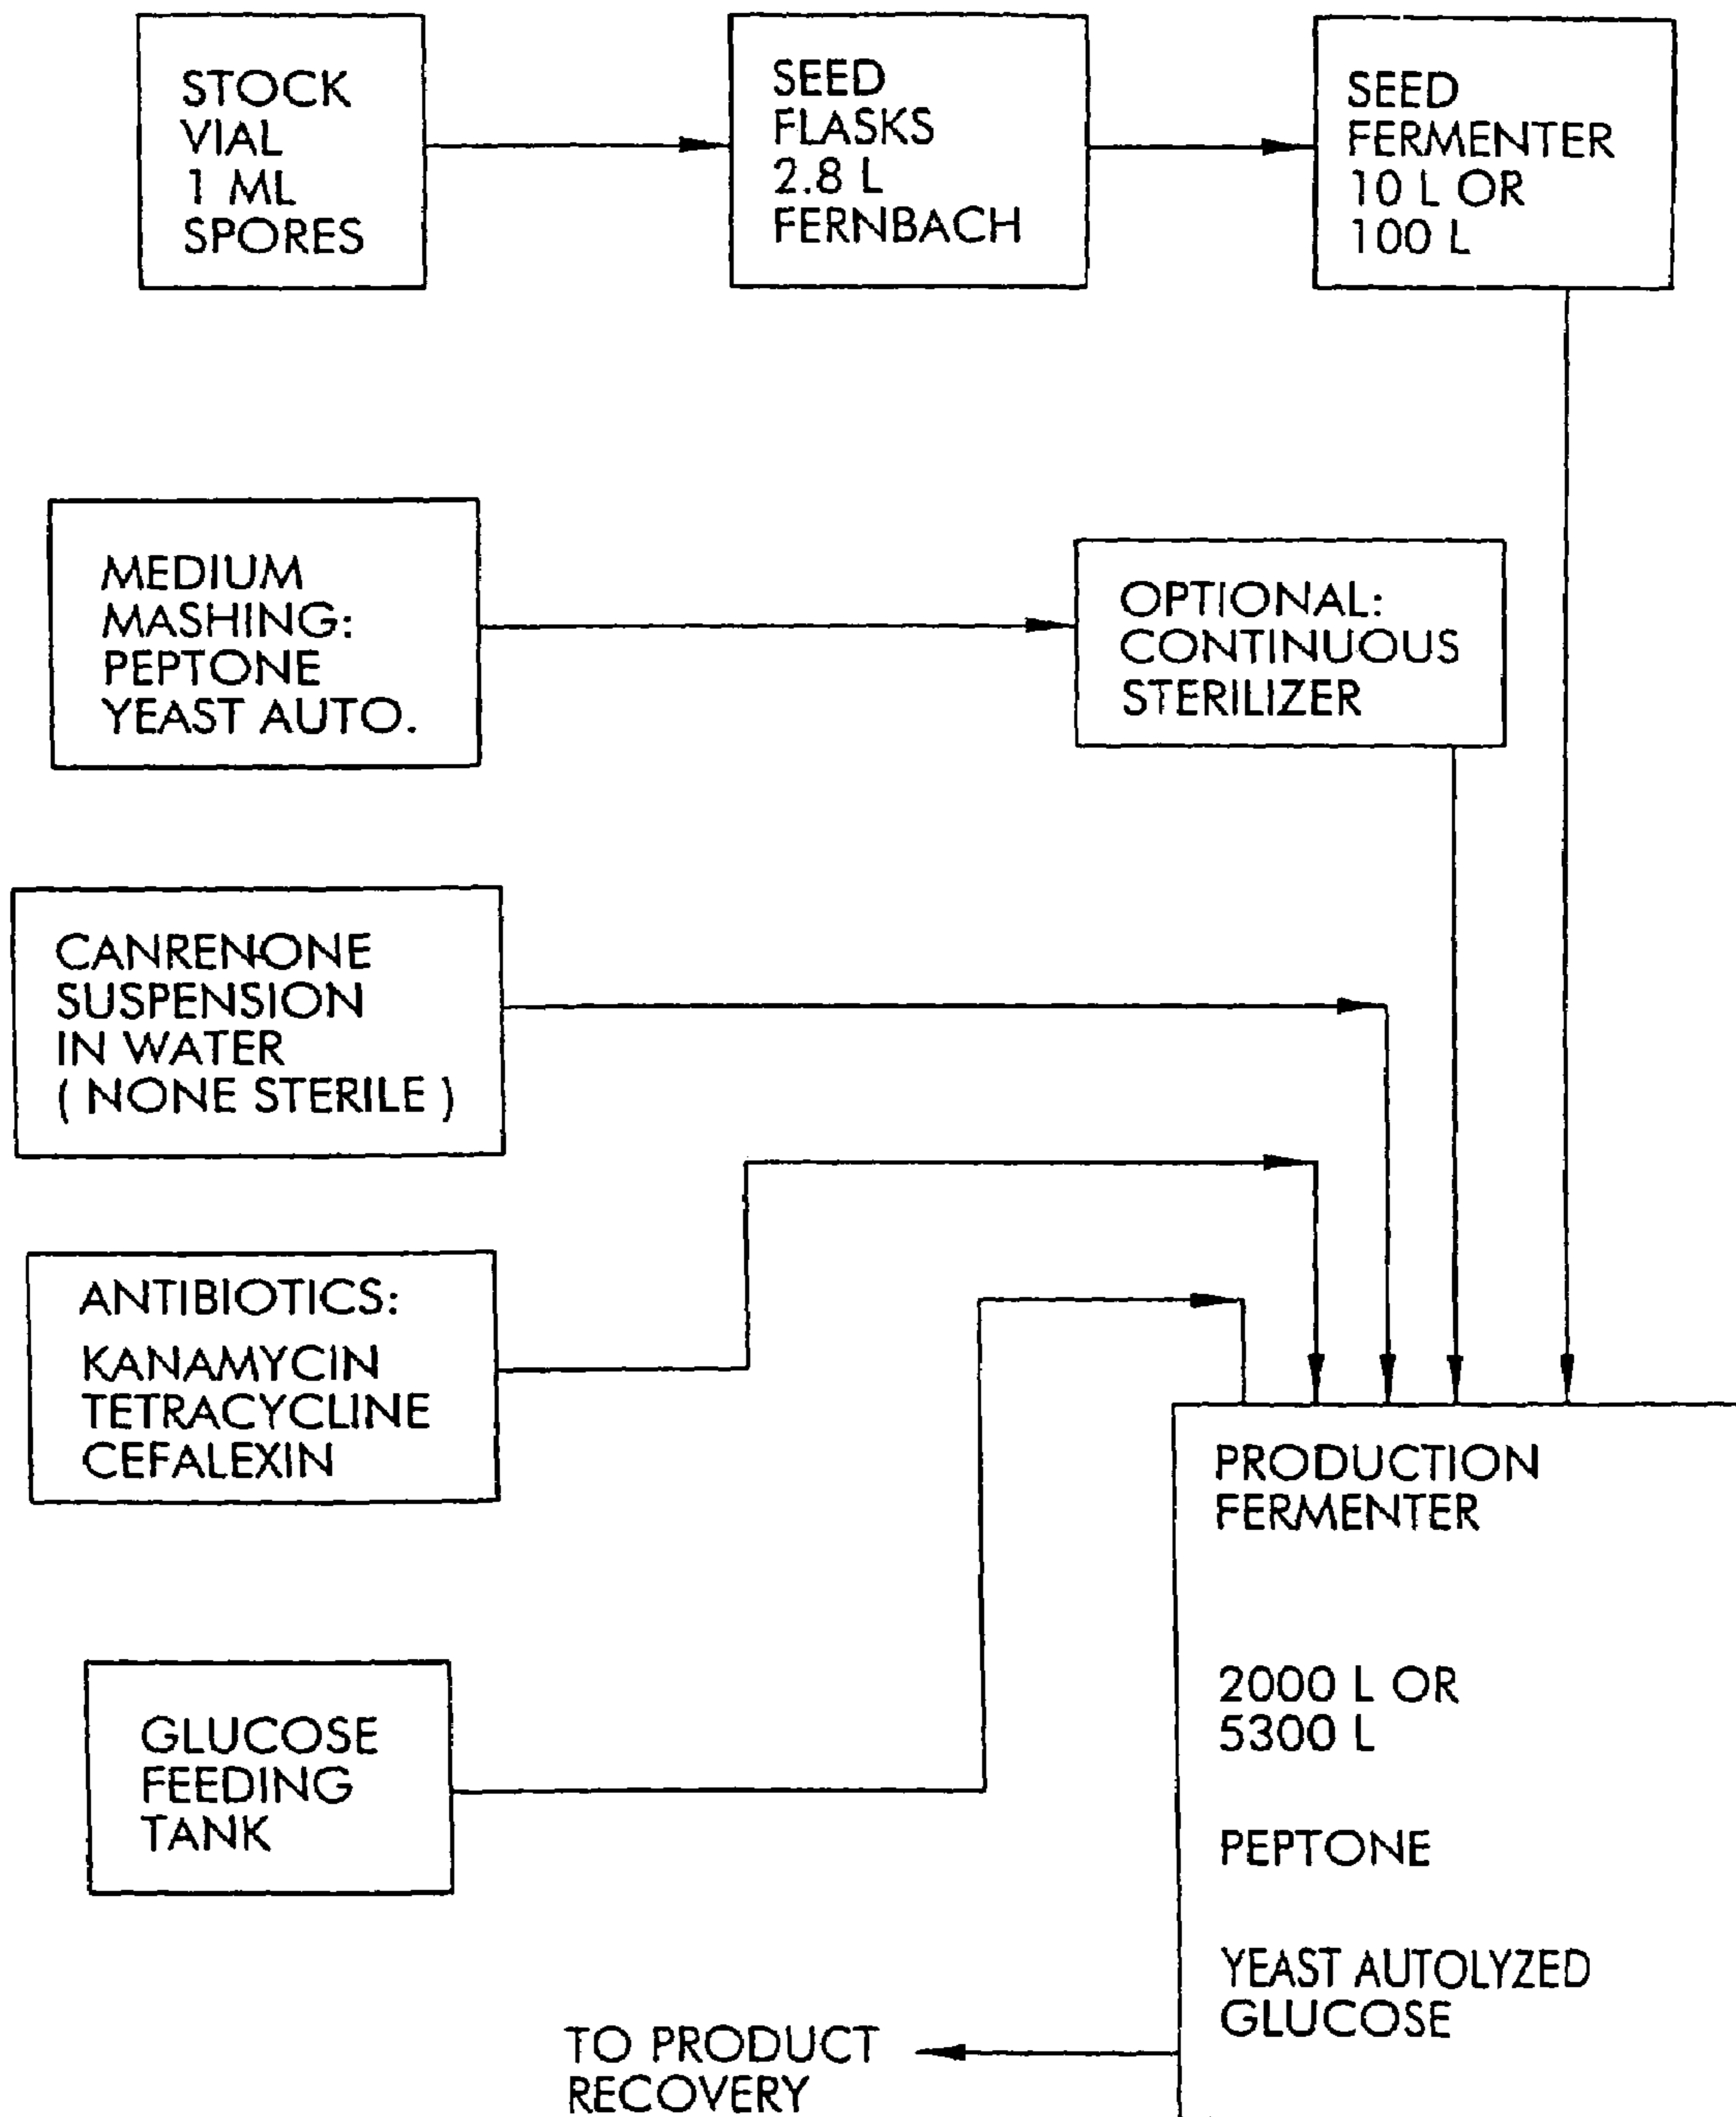 STOCK
VIAL
1 ML
SPORES
SEED
FLASKS
2.8 L
FERNBACH
SEED
FERMENTER
10 L OR
100 L
MEDIUM
MASHING:
PEPTONE
YEAST AUTO.
OPTIONAL:
CONTINUOUS
STERILIZER
CANRENONE
SUSPENSION
IN WATER
( NONE STERILE )
ANTIBIOTICS:
KANAMYCIN
TETRACYCLINE
CEFALEXIN
GLUCOSE
FEEDING
TANK
PRODUCTION
FERMENTER
2000 L OR
5300 L
PEPTONE
YEAST AUTOLYZED
GLUCOSE
TO PRODUCT
RECOVERY